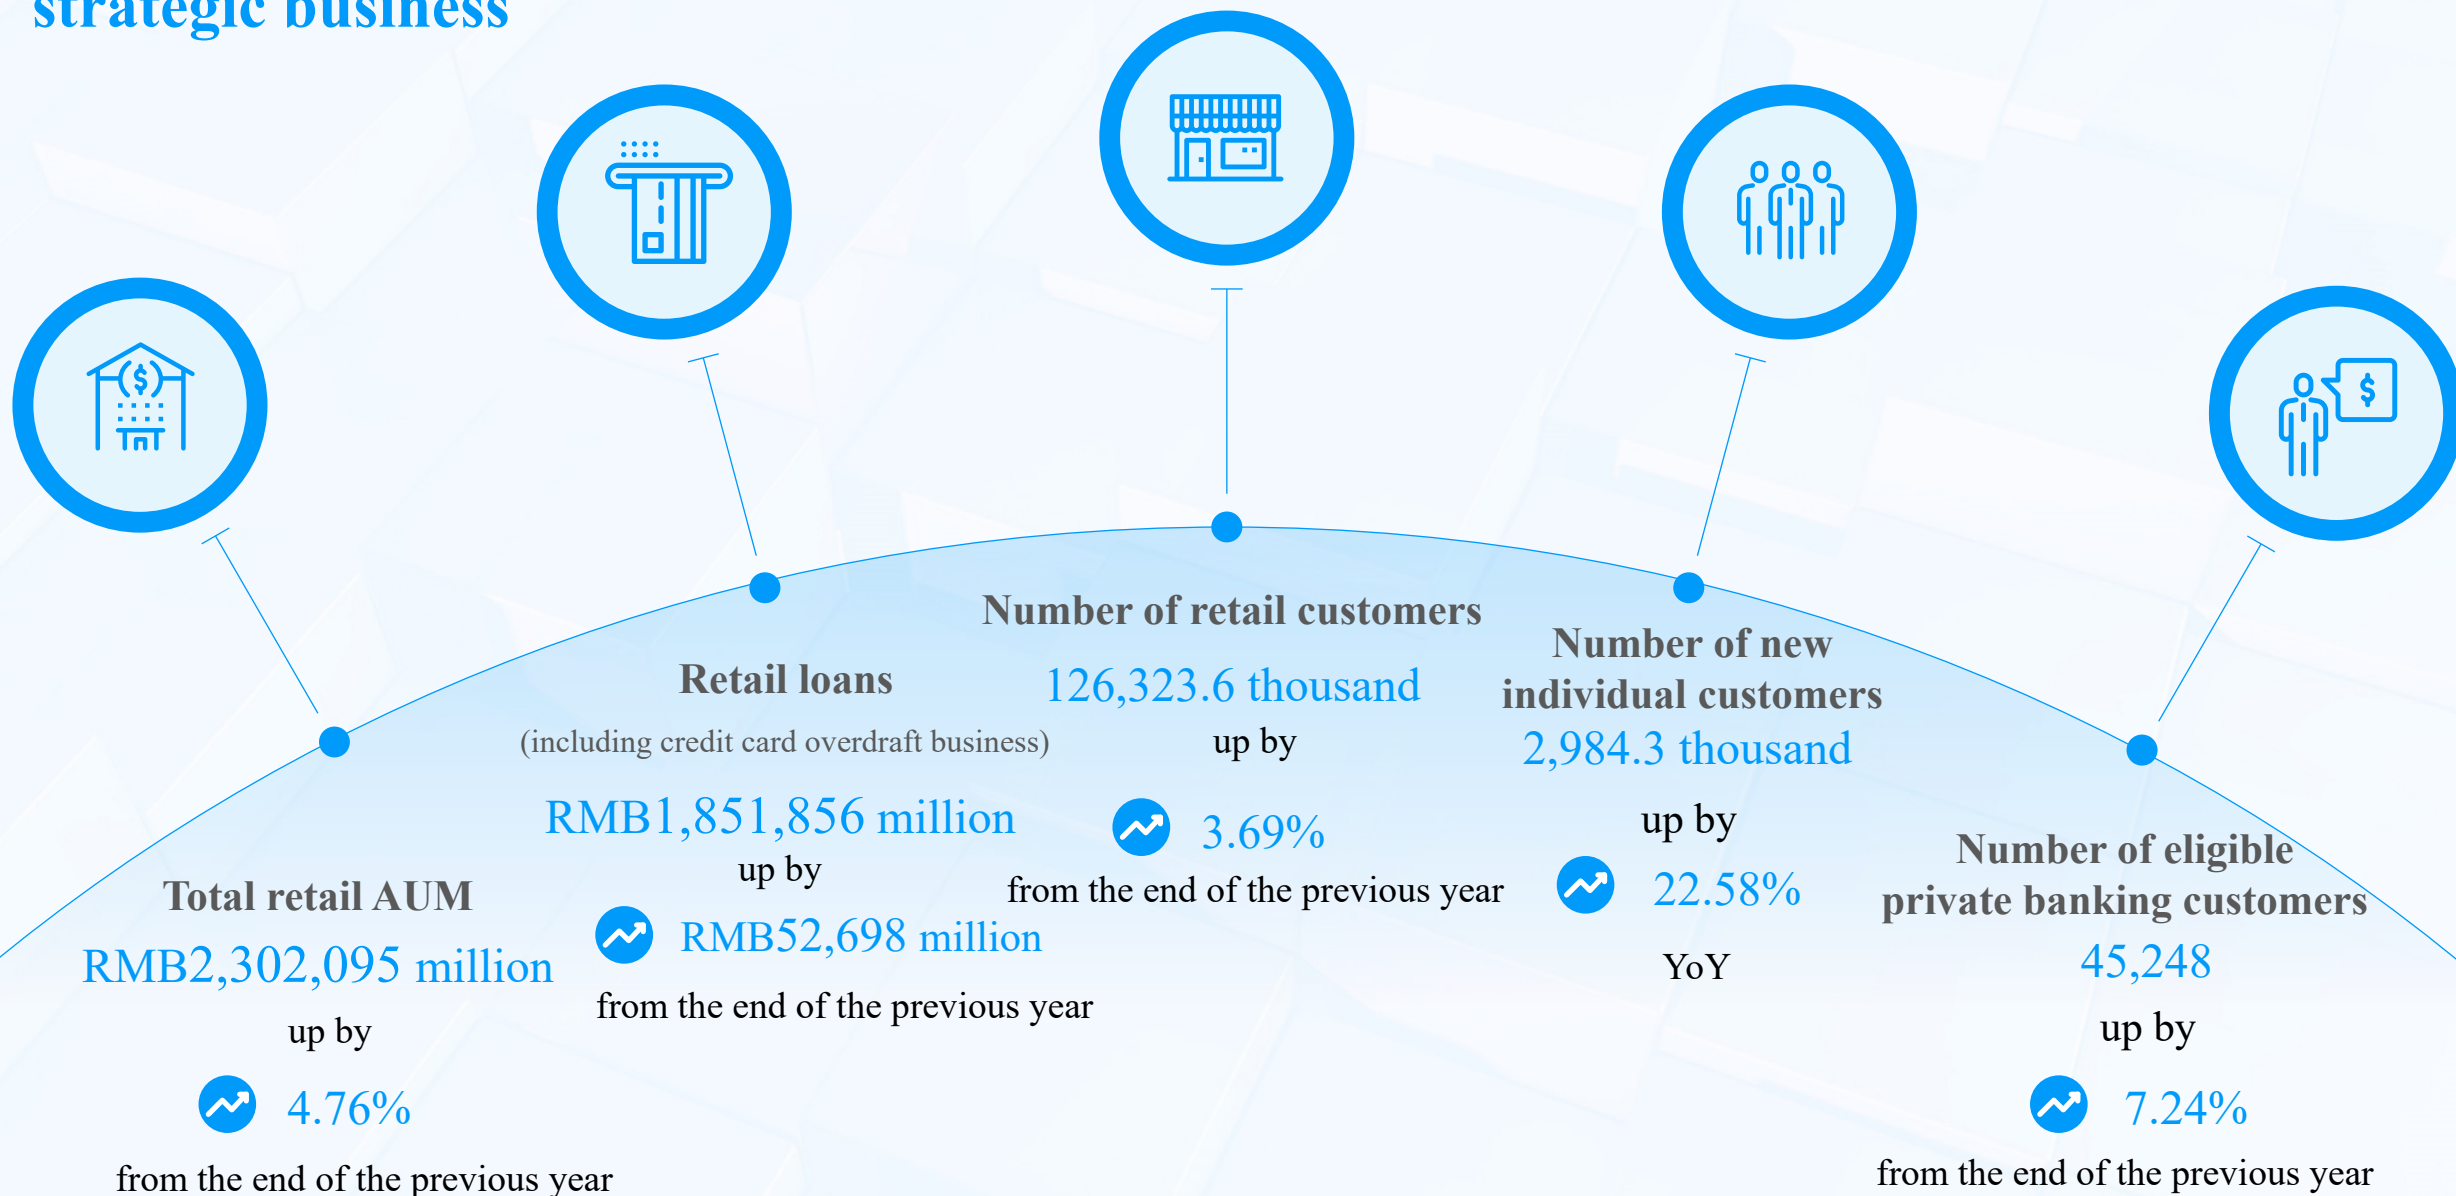 strategic business
Total retail AUM
RMB2,302,095 million
up by
4.76%
from the end of the previous year
Retail loans
(including credit card overdraft business)
RMB1,851,856 million
up by
RMB52,698 million
from the end of the previous year
Number of retail customers
126,323.6 thousand
up by
3.69%
from the end of the previous year
Number of new
individual customers
2,984.3 thousand
up by
22.58%
YoY
Number of eligible
private banking customers
45,248
up by
7.24%
from the end of the previous year